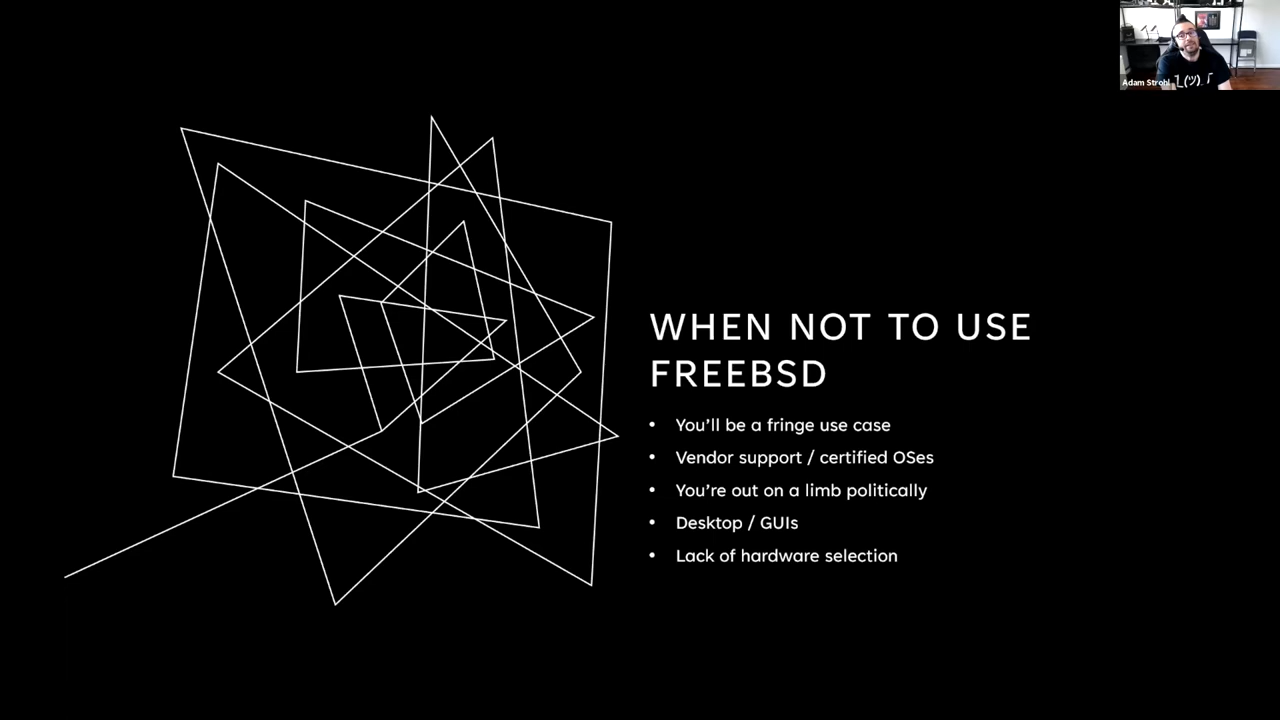 Adam Strohl
WHEN NOT TO USE
FREEBSD
• You'll be a fringe use case
• Vendor support / certified OSes
• You're out on a limb politically
• Desktop / GUIs
• Lack of hardware selection